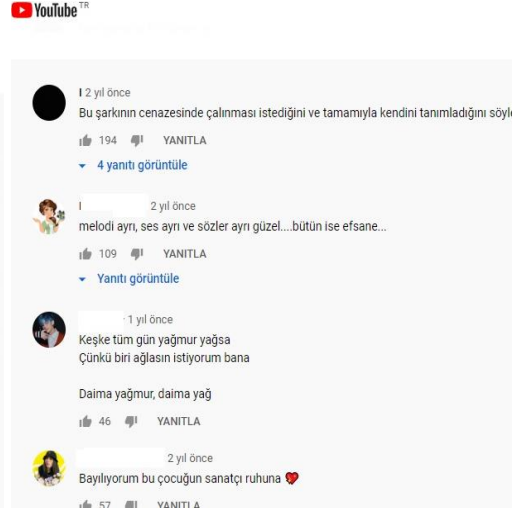 YouTube TR
I 2 yıl önce
Bu şarkının cenazesinde çalınması istediğini ve tamamıyla kendini tanımladığını
194 YANITLA
4 yanıtı görüntüle
2 yıl önce
melodi ayrı, ses ayrı ve sözler ayrı güzel....bütün ise efsane...
109 YANITLA
Yanıtı görüntüle
1 yıl önce
Keşke tüm gün yağmur yağsa
Çünkü biri ağlasın istiyorum bana
Daima yağmur, daima yağ
46 YANITLA
2 yıl önce
Bayılıyorum bu çocuğun sanatçı ruhuna 💖
57 YANITLA